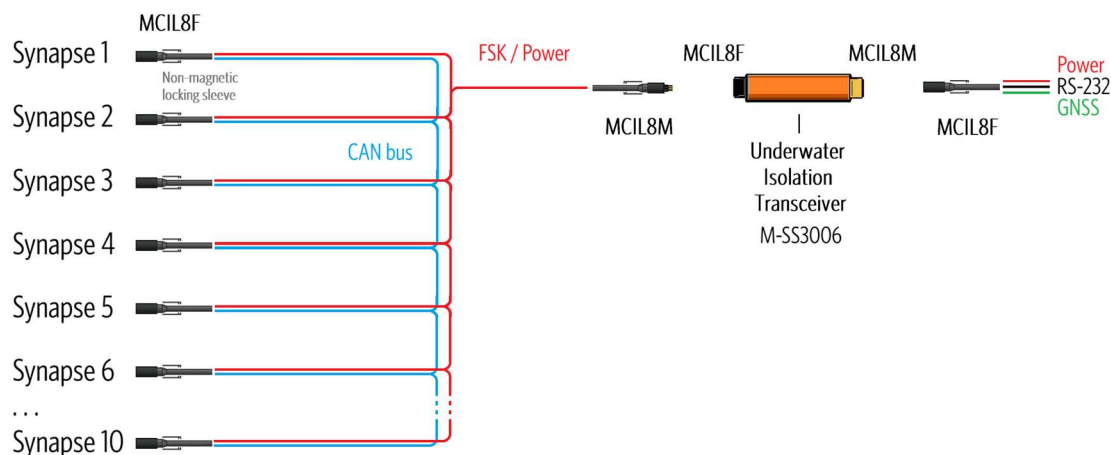 MCIL8F
Synapse 1
Non-magnetic
locking sleeve
Synapse 2
CAN bus
Synapse 3
Synapse 4
Synapse 5
Synapse 6
. . .
Synapse 10
FSK / Power
MCIL8M
MCIL8F
MCIL8M
Underwater
Isolation
Transceiver
M-SS3006
MCIL8F
Power
RS-232
GNSS